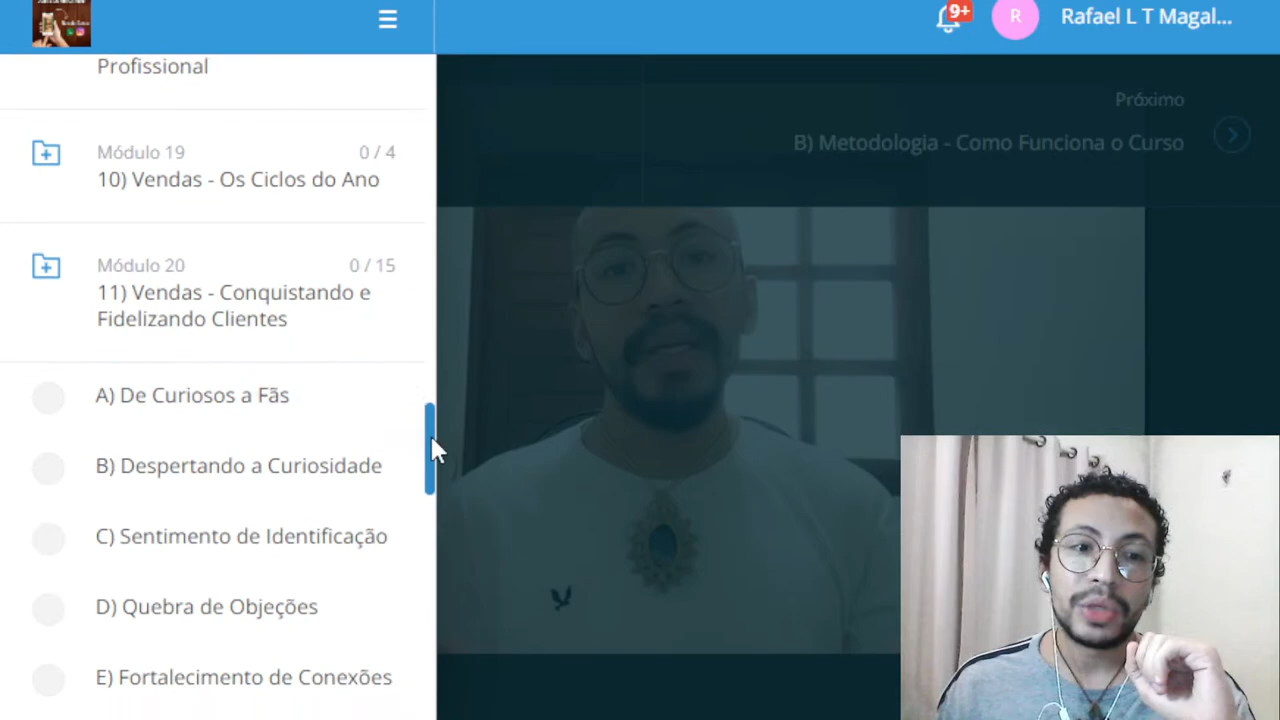 9+
R
Rafael L T Magal...
Profissional
Próximo
B) Metodologia - Como Funciona o Curso
Módulo 19
0 / 4
10) Vendas - Os Ciclos do Ano
Módulo 20
0 / 15
11) Vendas - Conquistando e
Fidelizando Clientes
A) De Curiosos a Fãs
B) Despertando a Curiosidade
C) Sentimento de Identificação
D) Quebra de Objeções
E) Fortalecimento de Conexões